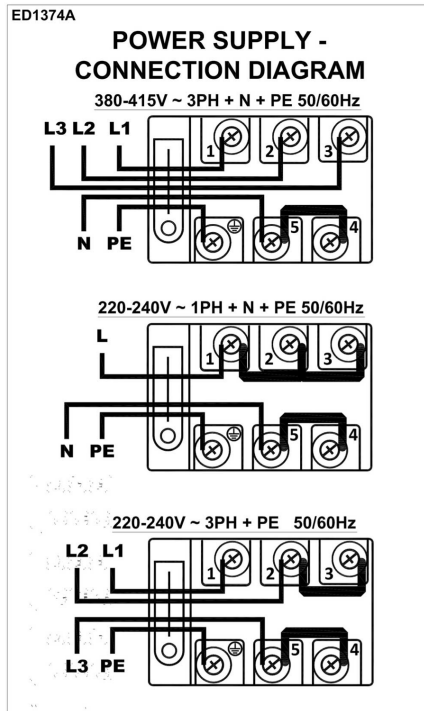 ED1374A
POWER SUPPLY -
CONNECTION DIAGRAM
380-415V ~ 3PH + N + PE 50/60Hz
L3 L2 L1
1 2 3
5 4
N PE
220-240V ~ 1PH + N + PE 50/60Hz
L
1 2 3
5 4
N PE
220-240V ~ 3PH + PE 50/60Hz
L2 L1
1 2 3
5 4
L3 PE